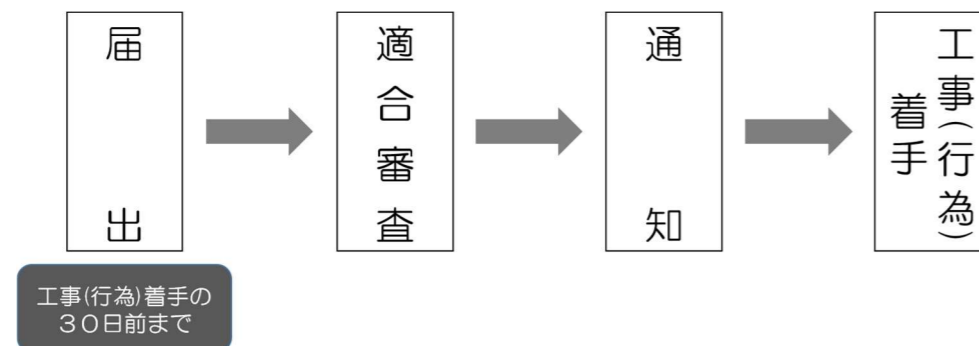 届出
適合審査
通知
工事(行為)
着手
工事(行為)着手の
３０日前まで